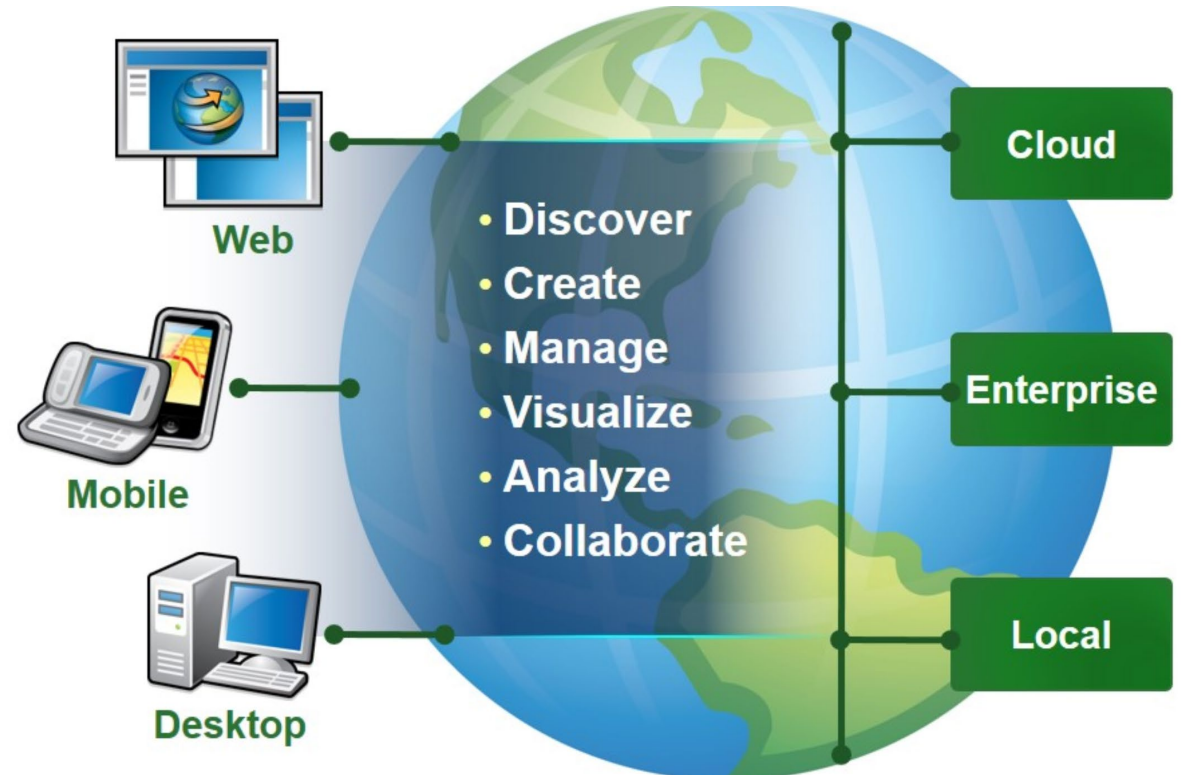 Web
Mobile
Desktop
• Discover
• Create
• Manage
• Visualize
• Analyze
• Collaborate
Cloud
Enterprise
Local